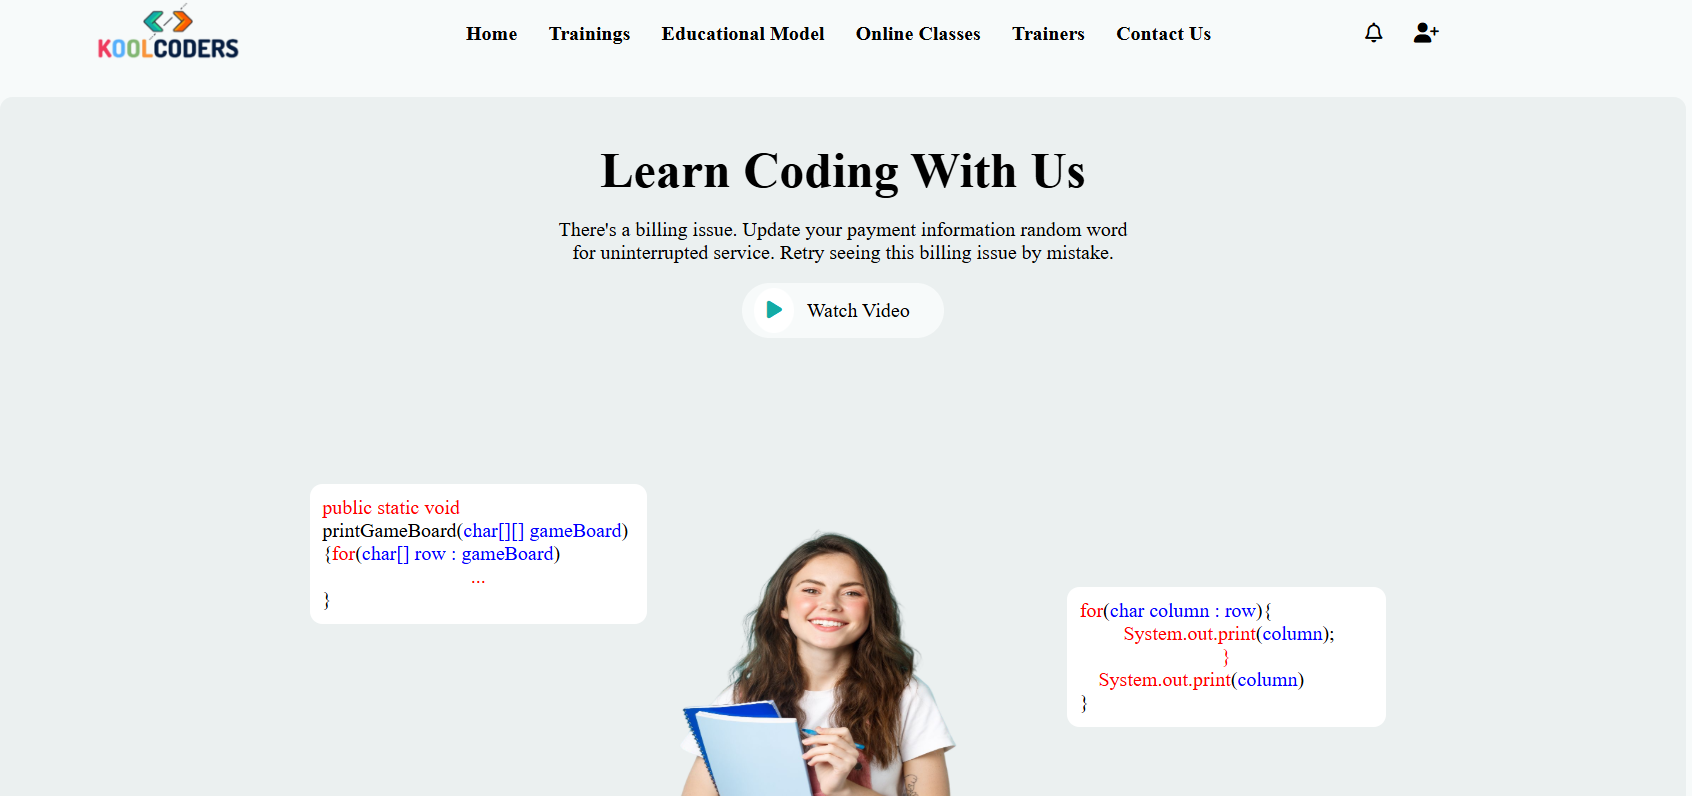 KOOLCODERS
Home Trainings Educational Model Online Classes Trainers Contact Us
Learn Coding With Us
There's a billing issue. Update your payment information random word
for uninterrupted service. Retry seeing this billing issue by mistake.
Watch Video
public static void
printGameBoard(char[][] gameBoard)
{for(char[] row : gameBoard)
...
}
for(char column : row){
System.out.print(column);
}
System.out.print(column)
}